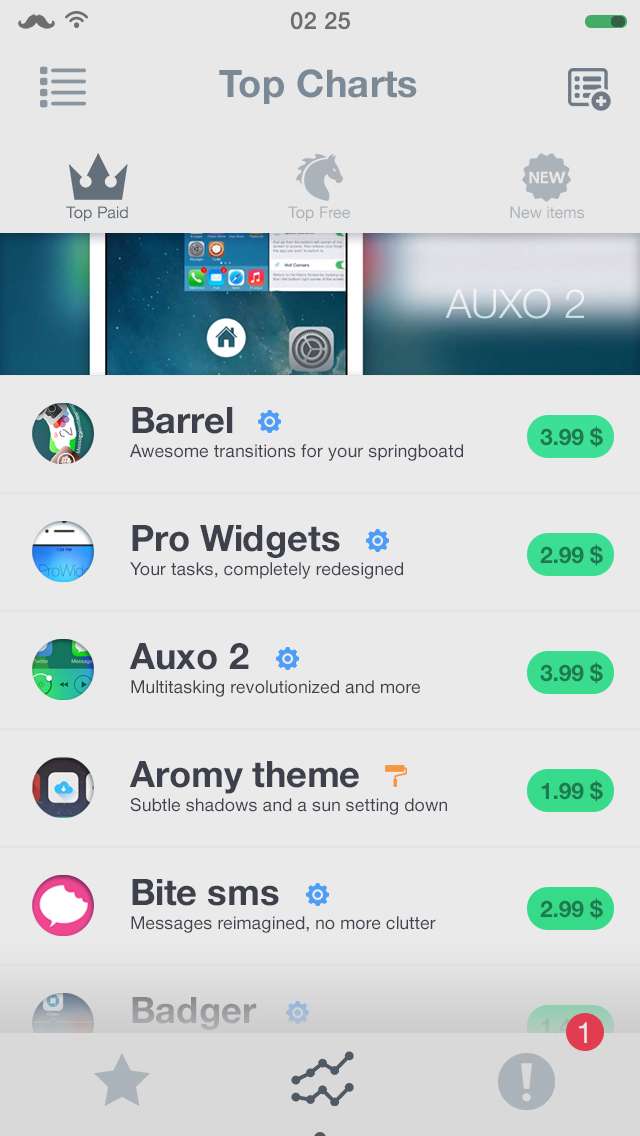 02 25
Top Charts
Top Paid
Top Free
NEW
New items
AUXO 2
Barrel
3.99 $
Awesome transitions for your springboatd
Pro Widgets
2.99 $
Your tasks, completely redesigned
Auxo 2
3.99 $
Multitasking revolutionized and more
Aromy theme
1.99 $
Subtle shadows and a sun setting down
Bite sms
2.99 $
Messages reimagined, no more clutter
Badger
1